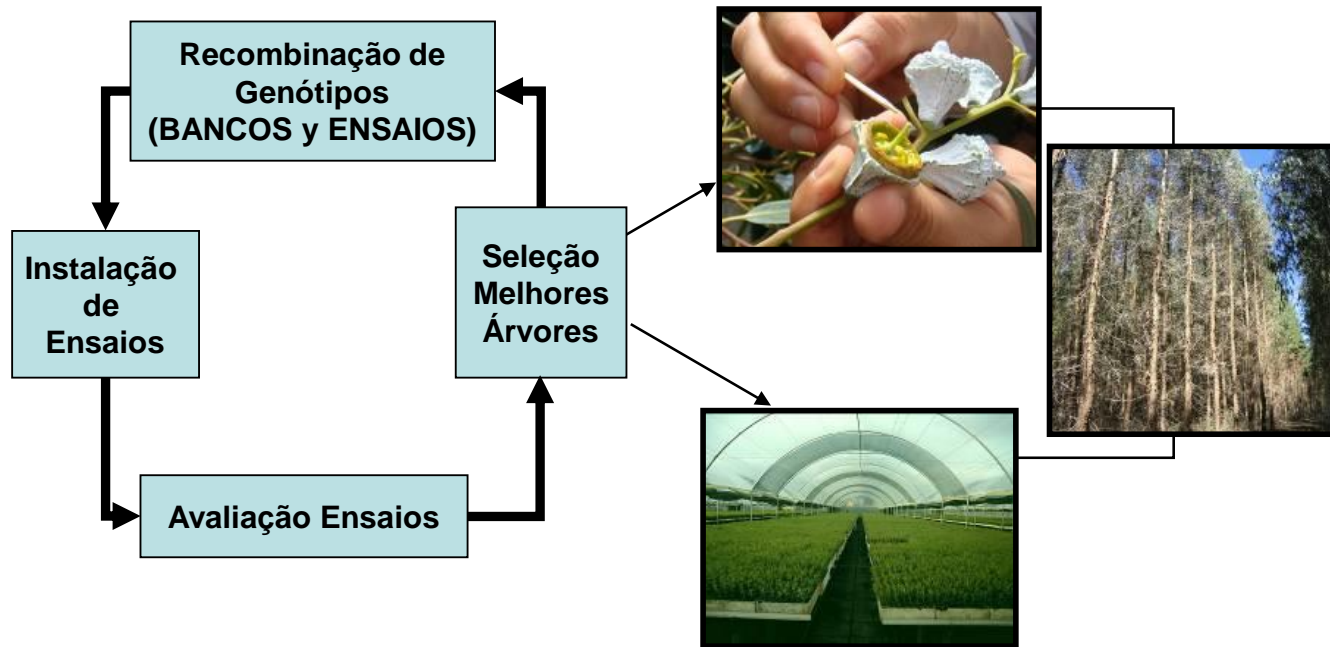 Recombinação de
Genótipos
(BANCOS y ENSAIOS)
Instalação
de
Ensaios
Seleção
Melhores
Árvores
Avaliação Ensaios